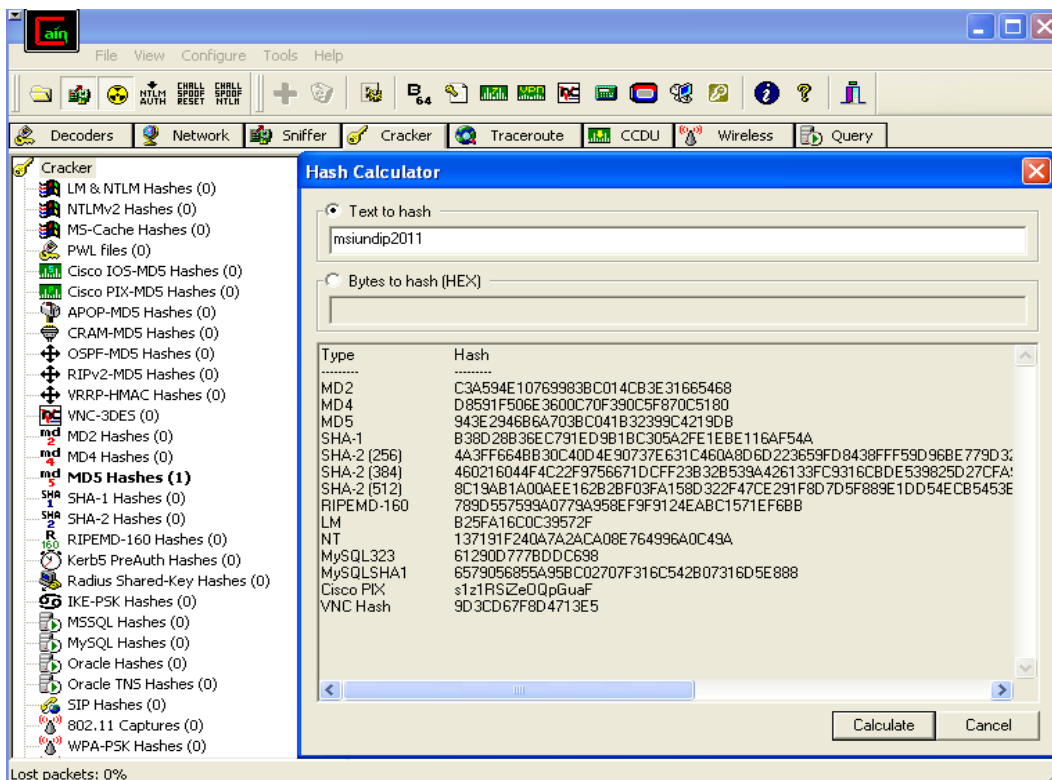 Cain
File View Configure Tools Help
NTLM AUTH
CHALL SPOOF RESET
CHALL SPOOF NTLM
B64
Decoders Network Sniffer Cracker Traceroute CCDU Wireless Query
Cracker
LM & NTLM Hashes (0)
NTLMv2 Hashes (0)
MS-Cache Hashes (0)
PWL files (0)
Cisco IOS-MD5 Hashes (0)
Cisco PIX-MD5 Hashes (0)
APOP-MD5 Hashes (0)
CRAM-MD5 Hashes (0)
OSPF-MD5 Hashes (0)
RIPv2-MD5 Hashes (0)
VRRP-HMAC Hashes (0)
VNC-3DES (0)
MD2 Hashes (0)
MD4 Hashes (0)
MD5 Hashes (1)
SHA-1 Hashes (0)
SHA-2 Hashes (0)
RIPEMD-160 Hashes (0)
Kerb5 PreAuth Hashes (0)
Radius Shared-Key Hashes (0)
IKE-PSK Hashes (0)
MSSQL Hashes (0)
MySQL Hashes (0)
Oracle Hashes (0)
Oracle TNS Hashes (0)
SIP Hashes (0)
802.11 Captures (0)
WPA-PSK Hashes (0)
Hash Calculator
Text to hash
msiundip2011
Bytes to hash (HEX)
Type Hash
--------- ---------
MD2 C3A594E10769983BC014CB3E31665468
MD4 D8591F506E3600C70F390C5F870C5180
MD5 943E2946B6A703BC041B32399C4219DB
SHA-1 B38D28B36EC791ED9B1BC305A2FE1EBE116AF54A
SHA-2 (256) 4A3FF664BB30C40D4E90737E631C460A8D6D223659FD8438FFF59D96BE779D32
SHA-2 (384) 460216044F4C22F9756671DCFF23B32B539A426133FC9316CBDE539825D27CFA
SHA-2 (512) 8C19AB1A00AEE162B2BF03FA158D322F47CE291F8D7D5F889E1DD54ECB5453E
RIPEMD-160 789D557599A0779A958EF9F9124EABC1571EF6BB
LM B25FA16C0C39572F
NT 137191F240A7A2ACA08E764996A0C49A
MySQL323 61290D777BDDC698
MySQLSHA1 6579056855A95BC02707F316C542B07316D5E888
Cisco PIX s1z1RSiZeOQpGuaF
VNC Hash 9D3CD67F8D4713E5
Calculate Cancel
Lost packets: 0%